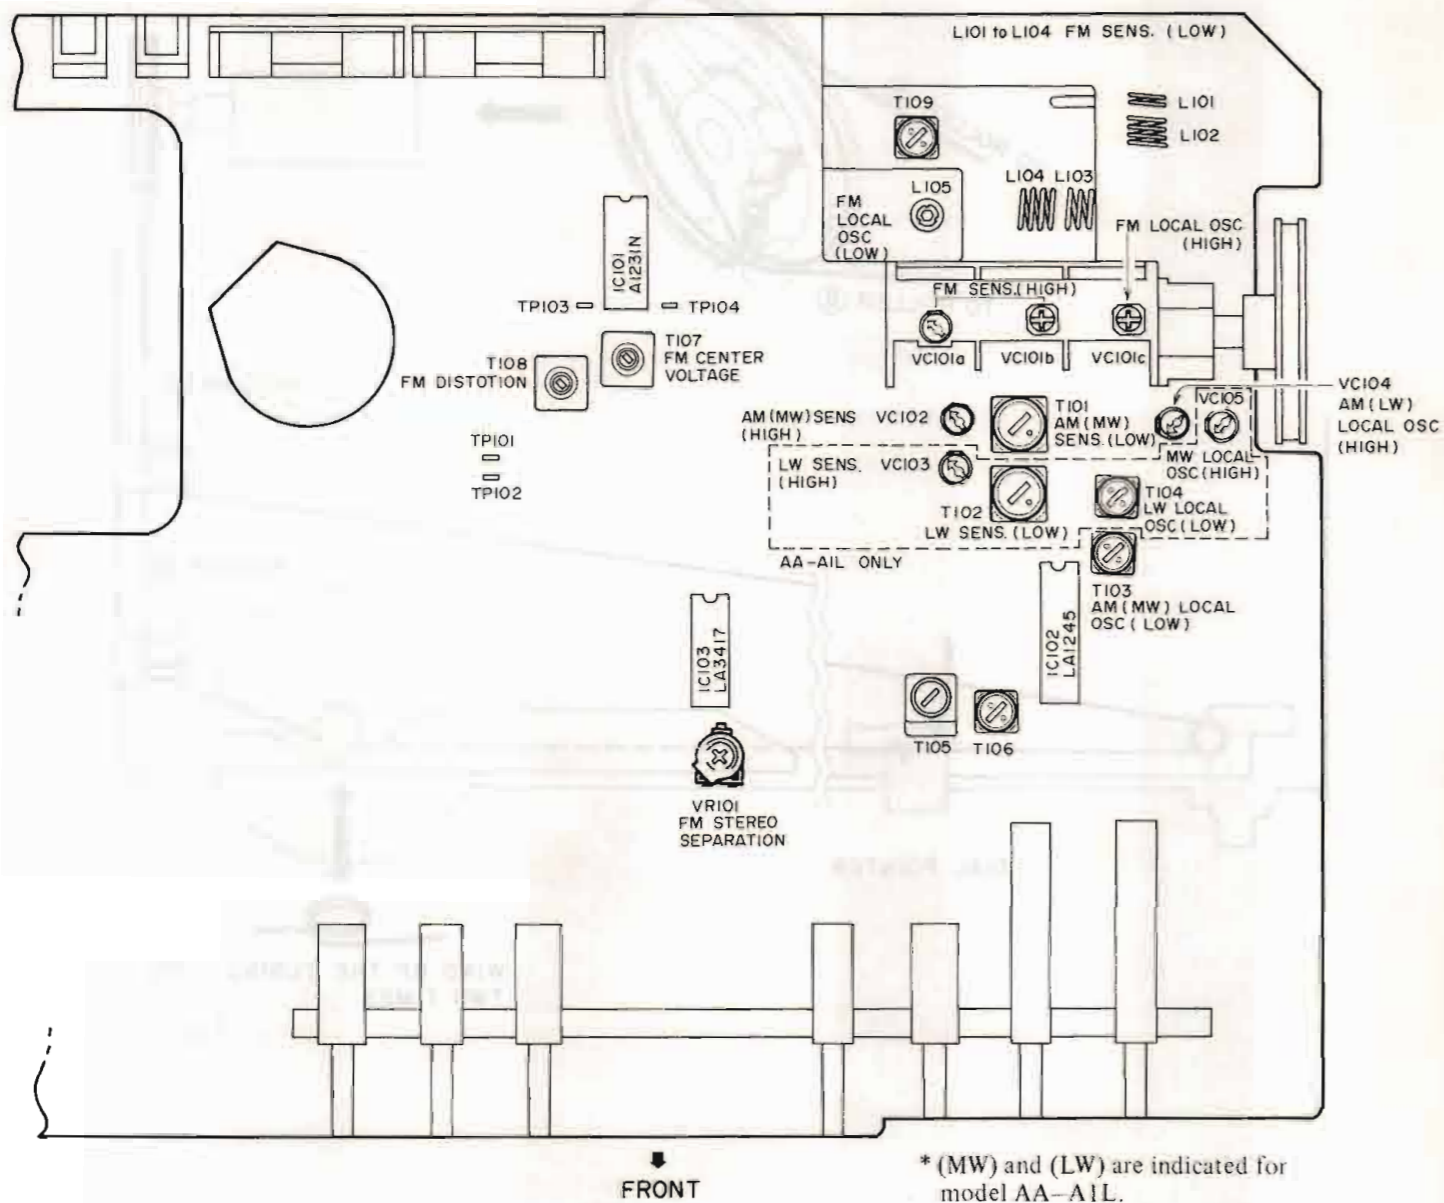 L101 to L104 FM SENS. (LOW)
T109
L101
L102
L104 L103
L105
FM
LOCAL
OSC
(LOW)
FM LOCAL OSC
(HIGH)
IC101
A1231N
TP103
TP104
FM SENS.(HIGH)
VC101a
VC101b
VC101c
T107
FM CENTER
VOLTAGE
T108
FM DISTOTION
VC104
AM(LW)
LOCAL OSC
(HIGH)
VC105
AM(MW)SENS
(HIGH)
VC102
T101
AM(MW)
SENS.(LOW)
MW LOCAL
OSC(HIGH)
TP101
TP102
LW SENS.
(HIGH)
VC103
T102
LW SENS.(LOW)
T104
LW LOCAL
OSC(LOW)
AA-A1L ONLY
T103
AM(MW) LOCAL
OSC (LOW)
IC103
LA3417
IC102
LA1245
T105
T106
VR101
FM STEREO
SEPARATION
DIAL POINTER
FRONT
* (MW) and (LW) are indicated for
model AA-A1L.